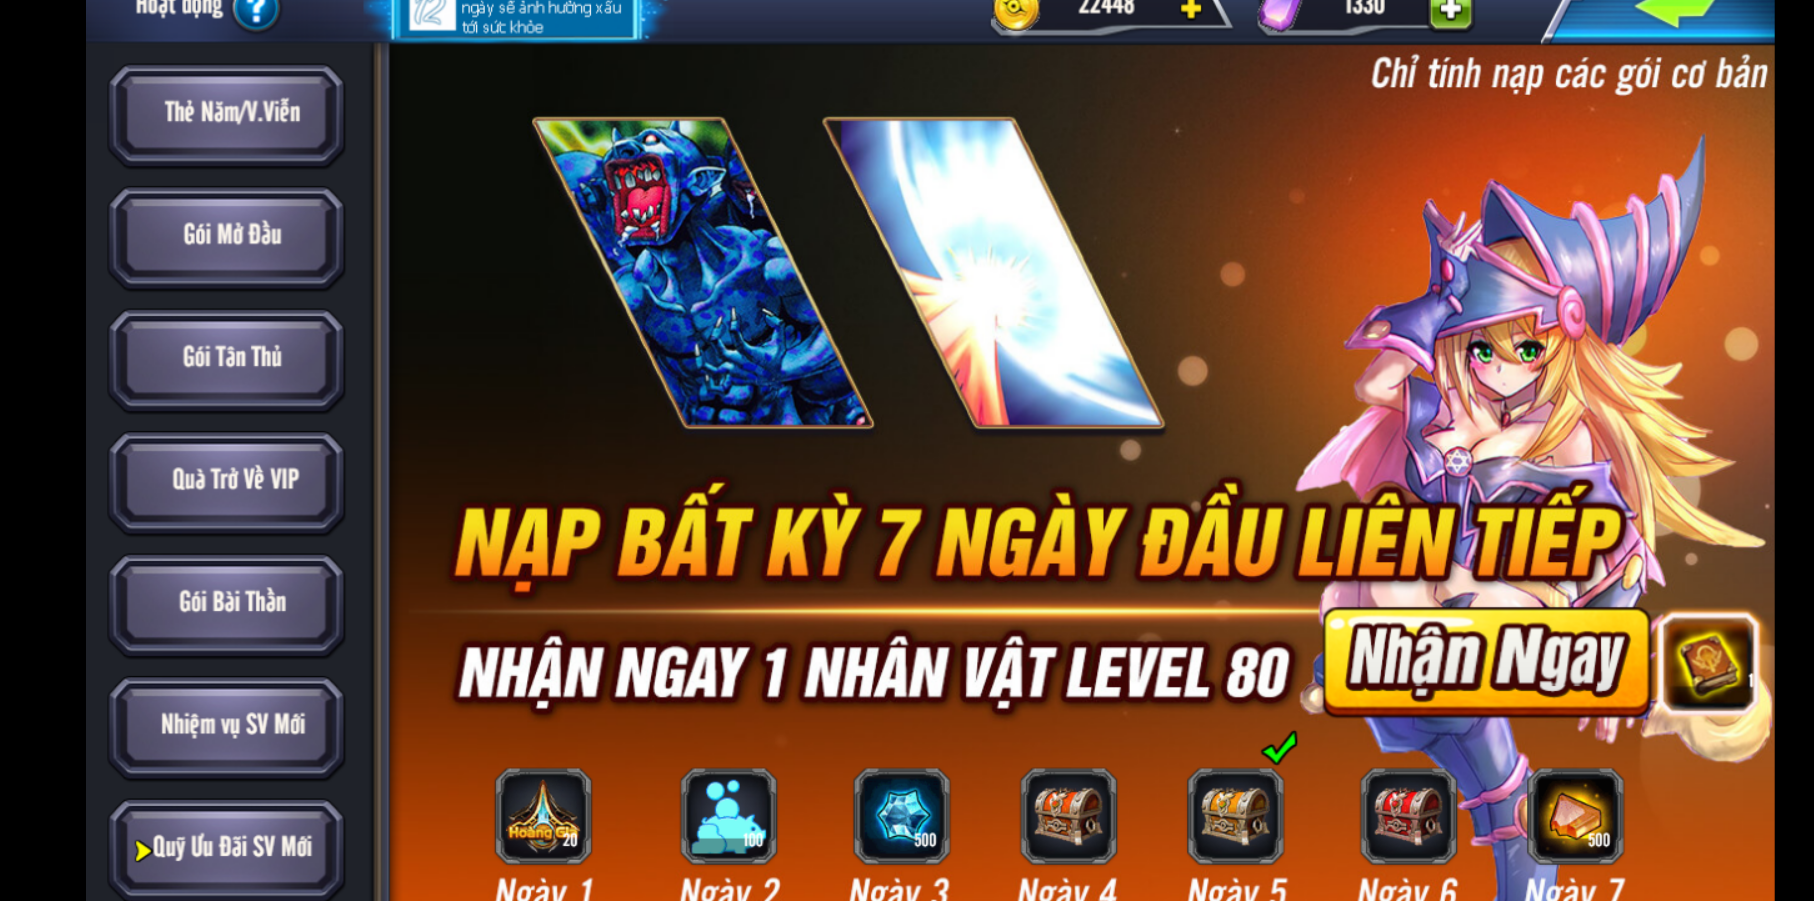 Hoạt động
?
12
ngày sẽ ảnh hưởng xấu
tới sức khỏe
22448
1330
Chỉ tính nạp các gói cơ bản
Thẻ Năm/V.Viễn
Gói Mở Đầu
Gói Tân Thủ
Quà Trở Về VIP
Gói Bài Thần
Nhiệm vụ SV Mới
Quỹ Ưu Đãi SV Mới
NẠP BẤT KỲ 7 NGÀY ĐẦU LIÊN TIẾP
NHẬN NGAY 1 NHÂN VẬT LEVEL 80
Nhận Ngay
1
Hoàng Gia
20
100
500
500
Ngày 1
Ngày 2
Ngày 3
Ngày 4
Ngày 5
Ngày 6
Ngày 7